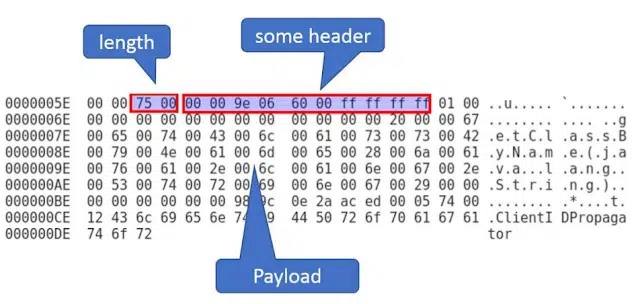 length
some header
0000005E 00 00 75 00 00 00 9e 06 60 00 ff ff ff ff 01 00 ..u..... `.......
0000006E 00 00 00 00 00 00 00 00 00 00 00 00 20 00 00 67 ........ .... ..g
0000007E 00 65 00 74 00 43 00 6c 00 61 00 73 00 73 00 42 .e.t.C.l .a.s.s.B
0000008E 00 79 00 4e 00 61 00 6d 00 65 00 28 00 6a 00 61 .y.N.a.m .e.(.j.a
0000009E 00 76 00 61 00 2e 00 6c 00 61 00 6e 00 67 00 2e .v.a...l .a.n.g..
000000AE 00 53 00 74 00 72 00 69 00 6e 00 67 00 29 00 00 .S.t.r.i .n.g.)..
000000BE 00 00 00 00 00 00 98 0e 2a ac ed 00 05 74 00 ........ .*....t.
000000CE 12 43 6c 69 65 6e 74 49 44 50 72 6f 70 61 67 61 .ClientI DPropaga
000000DE 74 6f 72 tor
Payload